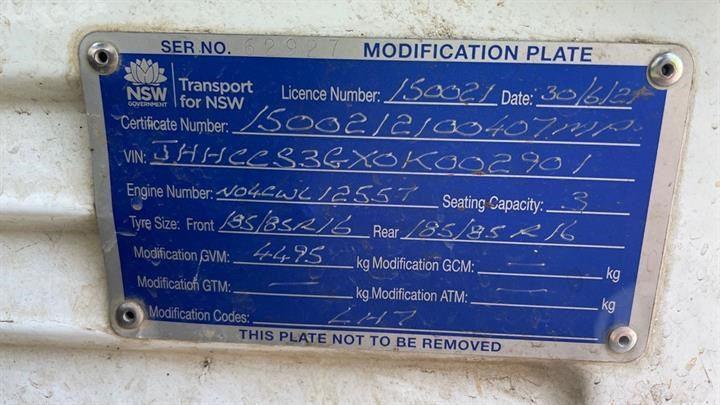 SER NO. 62927 MODIFICATION PLATE
NSW GOVERNMENT
Transport for NSW
Licence Number: 150021 Date: 30/6/21
Certificate Number: 1500212100407MP
VIN: JHHCCS3GX0K002901
Engine Number: N04CWL12557 Seating Capacity: 3
Tyre Size: Front 185/85R16 Rear 185/85R16
Modification GVM: 4495 kg Modification GCM: — kg
Modification GTM: — kg Modification ATM: — kg
Modification Codes: LH7
THIS PLATE NOT TO BE REMOVED